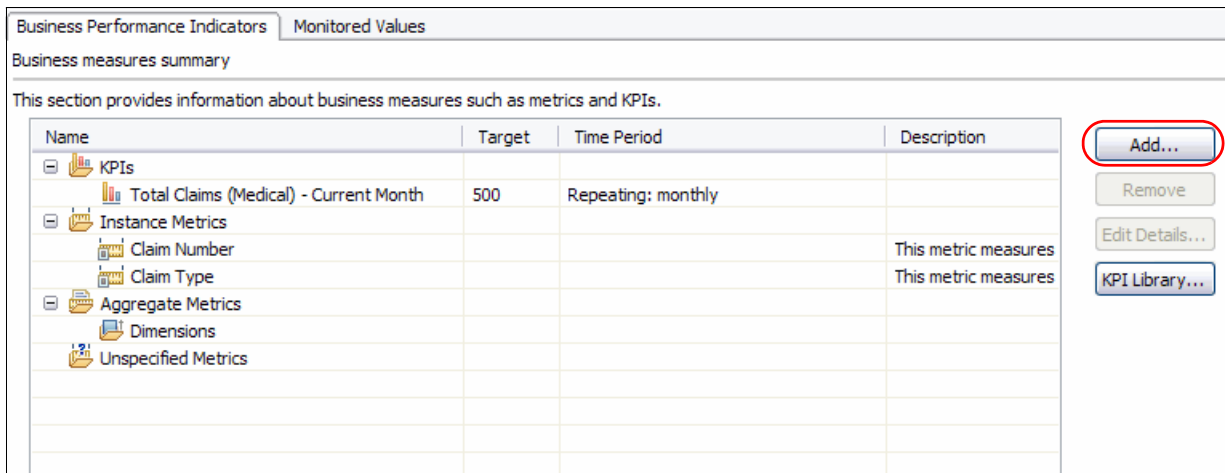 Business Performance Indicators Monitored Values
Business measures summary
This section provides information about business measures such as metrics and KPIs.
Name Target Time Period Description
KPIs
Total Claims (Medical) - Current Month 500 Repeating: monthly
Instance Metrics
Claim Number This metric measures
Claim Type This metric measures
Aggregate Metrics
Dimensions
Unspecified Metrics
Add...
Remove
Edit Details...
KPI Library...